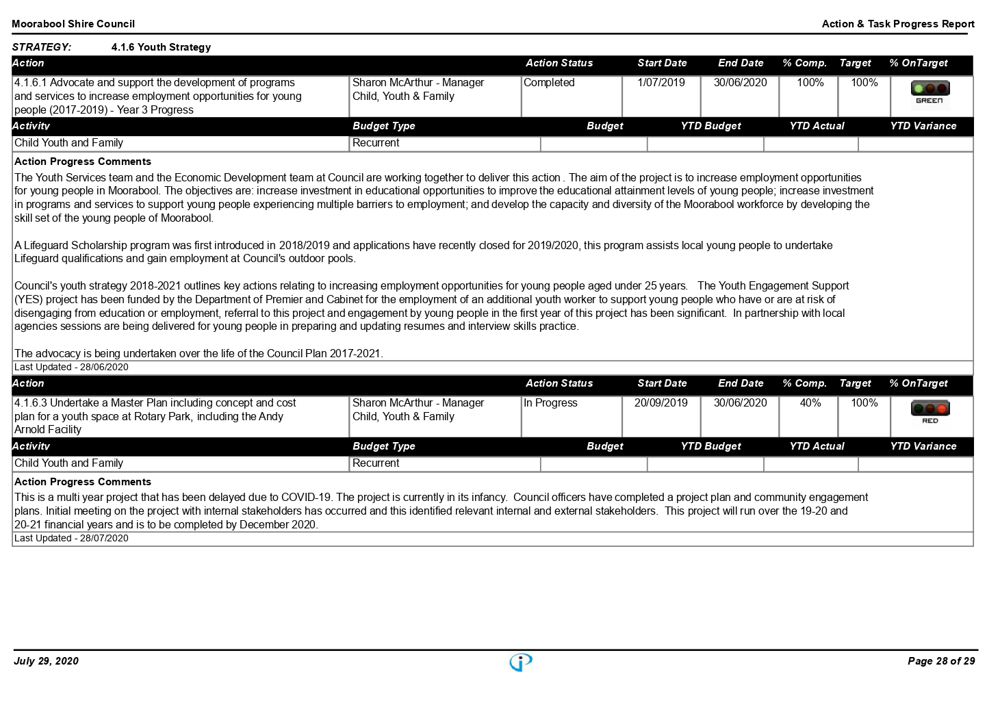 Moorabool Shire Council
Action & Task Progress Report
STRATEGY: 4.1.6 Youth Strategy
Action Action Status Start Date End Date % Comp. Target % OnTarget
4.1.6.1 Advocate and support the development of programs
and services to increase employment opportunities for young
people (2017-2019) - Year 3 Progress
Sharon McArthur - Manager
Child, Youth & Family
Completed
1/07/2019
30/06/2020
100%
100%
GREEN
Activity Budget Type Budget YTD Budget YTD Actual YTD Variance
Child Youth and Family Recurrent
Action Progress Comments
The Youth Services team and the Economic Development team at Council are working together to deliver this action . The aim of the project is to increase employment opportunities
for young people in Moorabool. The objectives are: increase investment in educational opportunities to improve the educational attainment levels of young people; increase investment
in programs and services to support young people experiencing multiple barriers to employment; and develop the capacity and diversity of the Moorabool workforce by developing the
skill set of the young people of Moorabool.
A Lifeguard Scholarship program was first introduced in 2018/2019 and applications have recently closed for 2019/2020, this program assists local young people to undertake
Lifeguard qualifications and gain employment at Council's outdoor pools.
Council's youth strategy 2018-2021 outlines key actions relating to increasing employment opportunities for young people aged under 25 years. The Youth Engagement Support
(YES) project has been funded by the Department of Premier and Cabinet for the employment of an additional youth worker to support young people who have or are at risk of
disengaging from education or employment, referral to this project and engagement by young people in the first year of this project has been significant. In partnership with local
agencies sessions are being delivered for young people in preparing and updating resumes and interview skills practice.
The advocacy is being undertaken over the life of the Council Plan 2017-2021.
Last Updated - 28/06/2020
Action Action Status Start Date End Date % Comp. Target % OnTarget
4.1.6.3 Undertake a Master Plan including concept and cost
plan for a youth space at Rotary Park, including the Andy
Arnold Facility
Sharon McArthur - Manager
Child, Youth & Family
In Progress
20/09/2019
30/06/2020
40%
100%
RED
Activity Budget Type Budget YTD Budget YTD Actual YTD Variance
Child Youth and Family Recurrent
Action Progress Comments
This is a multi year project that has been delayed due to COVID-19. The project is currently in its infancy. Council officers have completed a project plan and community engagement
plans. Initial meeting on the project with internal stakeholders has occurred and this identified relevant internal and external stakeholders. This project will run over the 19-20 and
20-21 financial years and is to be completed by December 2020.
Last Updated - 28/07/2020
July 29, 2020
Page 28 of 29